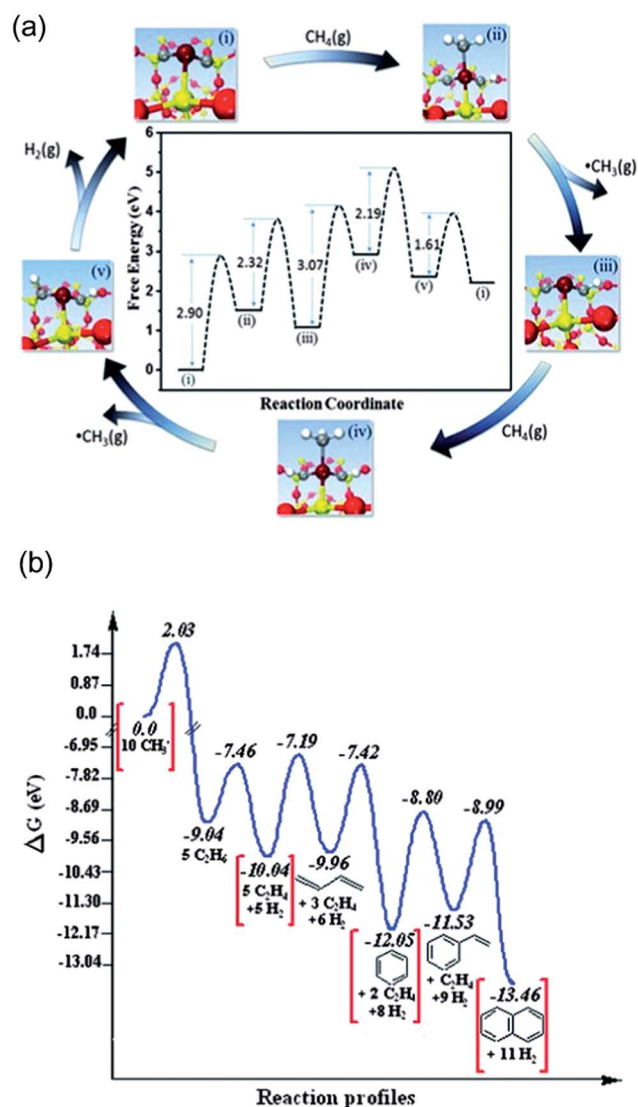 (a)
(i)
CH₄(g)
(ii)
H₂(g)
•CH₃(g)
Free Energy (eV)
6
5
4
3
2
1
0
2.90
2.32
3.07
2.19
1.61
(i)
(ii)
(iii)
(iv)
(v)
(i)
Reaction Coordinate
(v)
(iii)
•CH₃(g)
(iv)
CH₄(g)
(b)
ΔG (eV)
1.74
0.87
0.0
-6.95
-7.82
-8.69
-9.56
-10.43
-11.30
-12.17
-13.04
2.03
0.0
10 CH₃·
-9.04
5 C₂H₆
-7.46
-10.04
5 C₂H₄
+5 H₂
-7.19
-9.96
+ 3 C₂H₄
+6 H₂
-7.42
-12.05
+ 2 C₂H₄
+8 H₂
-8.80
-11.53
+ C₂H₄
+9 H₂
-8.99
-13.46
+ 11 H₂
Reaction profiles